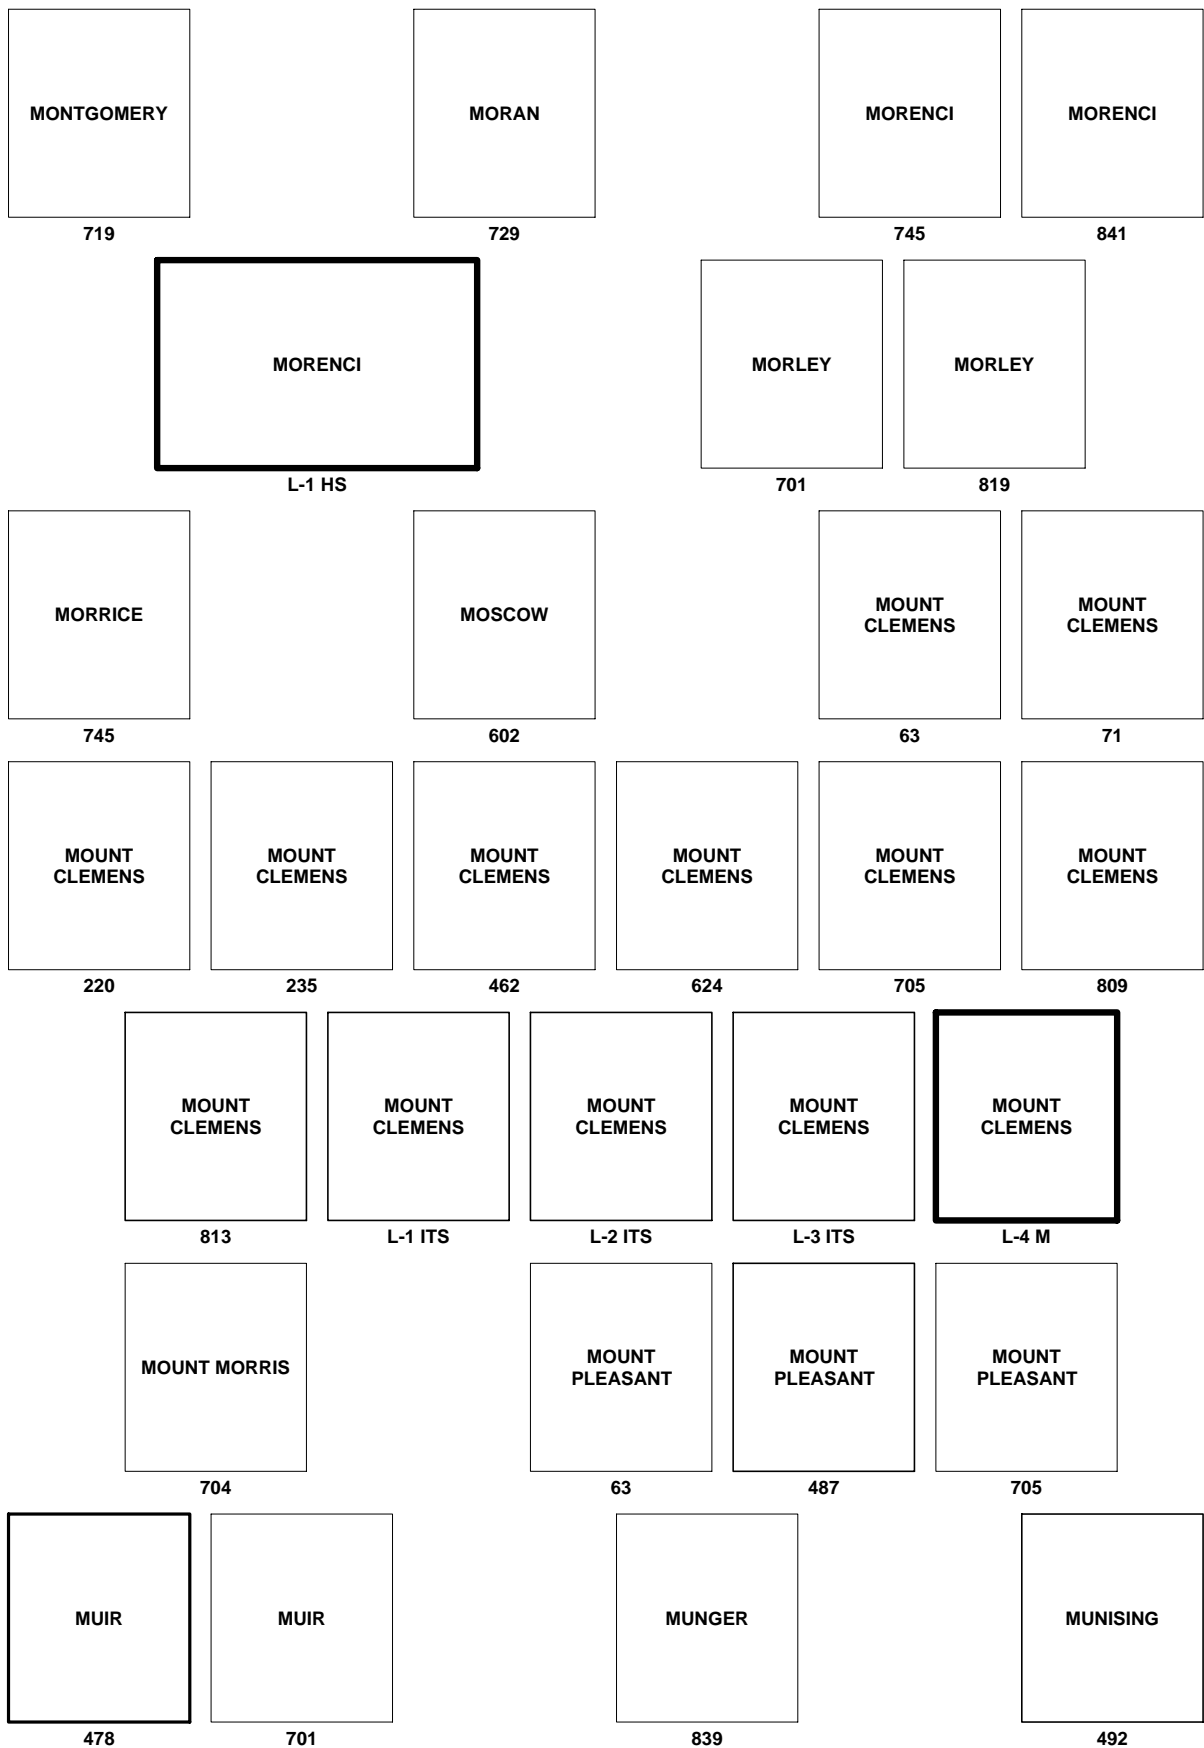 MONTGOMERY
719
MORAN
729
MORENCI
745
MORENCI
841
MORENCI
L-1 HS
MORLEY
701
MORLEY
819
MORRICE
745
MOSCOW
602
MOUNT
CLEMENS
63
MOUNT
CLEMENS
71
MOUNT
CLEMENS
220
MOUNT
CLEMENS
235
MOUNT
CLEMENS
462
MOUNT
CLEMENS
624
MOUNT
CLEMENS
705
MOUNT
CLEMENS
809
MOUNT
CLEMENS
813
MOUNT
CLEMENS
L-1 ITS
MOUNT
CLEMENS
L-2 ITS
MOUNT
CLEMENS
L-3 ITS
MOUNT
CLEMENS
L-4 M
MOUNT MORRIS
704
MOUNT
PLEASANT
63
MOUNT
PLEASANT
487
MOUNT
PLEASANT
705
MUIR
478
MUIR
701
MUNGER
839
MUNISING
492